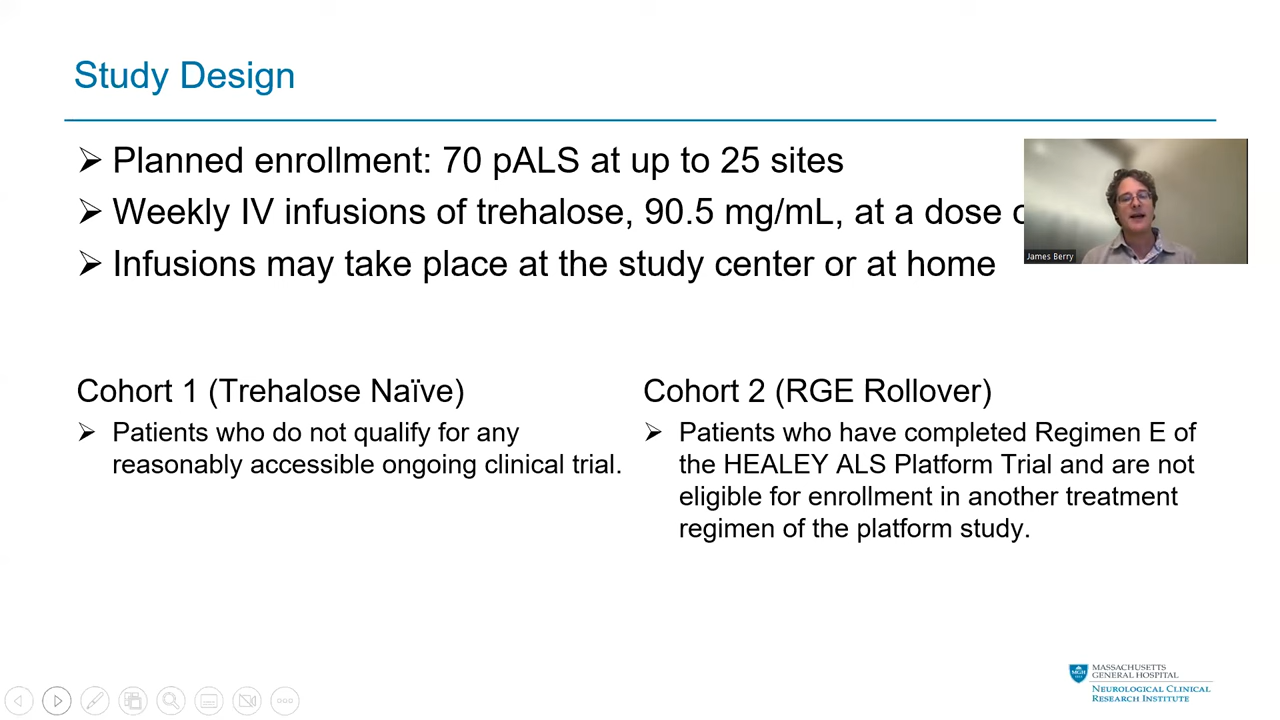 Study Design
➢ Planned enrollment: 70 pALS at up to 25 sites
➢ Weekly IV infusions of trehalose, 90.5 mg/mL, at a dose
➢ Infusions may take place at the study center or at home
James Berry
Cohort 1 (Trehalose Naïve)
➢ Patients who do not qualify for any
reasonably accessible ongoing clinical trial.
Cohort 2 (RGE Rollover)
➢ Patients who have completed Regimen E of
the HEALEY ALS Platform Trial and are not
eligible for enrollment in another treatment
regimen of the platform study.
MGH
MASSACHUSETTS
GENERAL HOSPITAL
NEUROLOGICAL CLINICAL
RESEARCH INSTITUTE